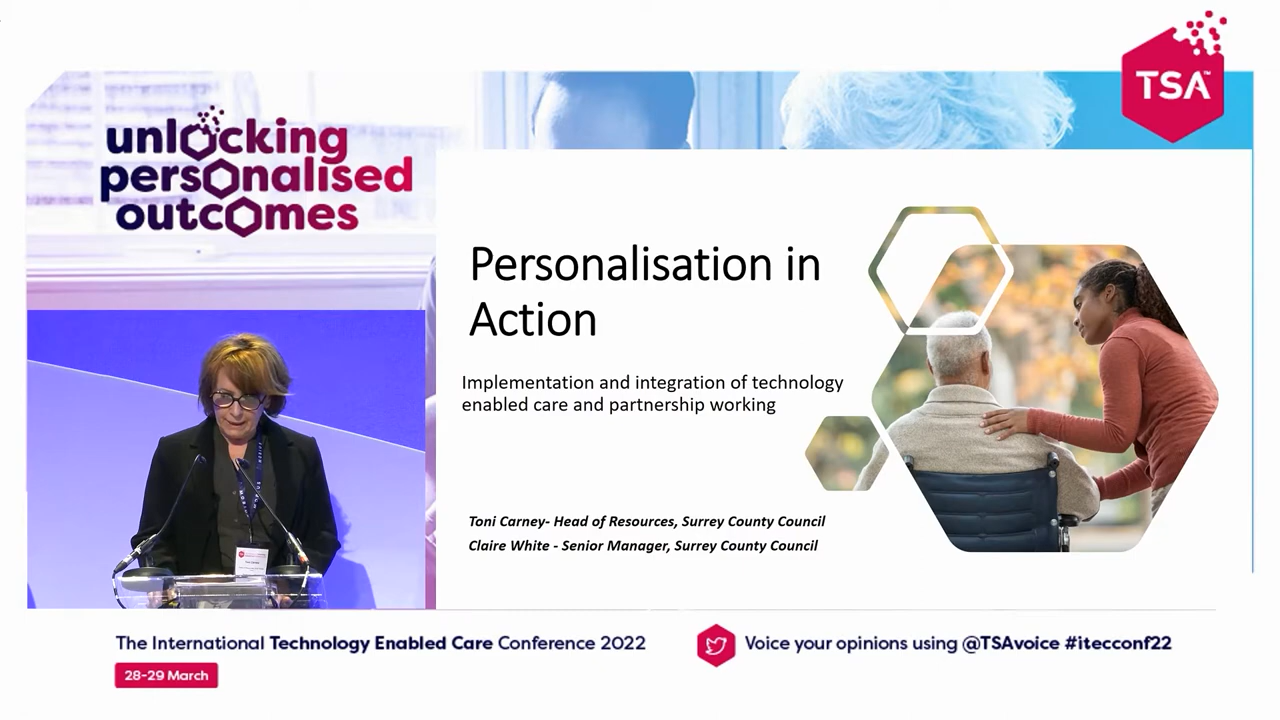 TSA™
unlocking
personalised
outcomes
Personalisation in
Action
Implementation and integration of technology
enabled care and partnership working
Toni Carney- Head of Resources, Surrey County Council
Claire White - Senior Manager, Surrey County Council
The International Technology Enabled Care Conference 2022
Voice your opinions using @TSAvoice #itecconf22
28-29 March